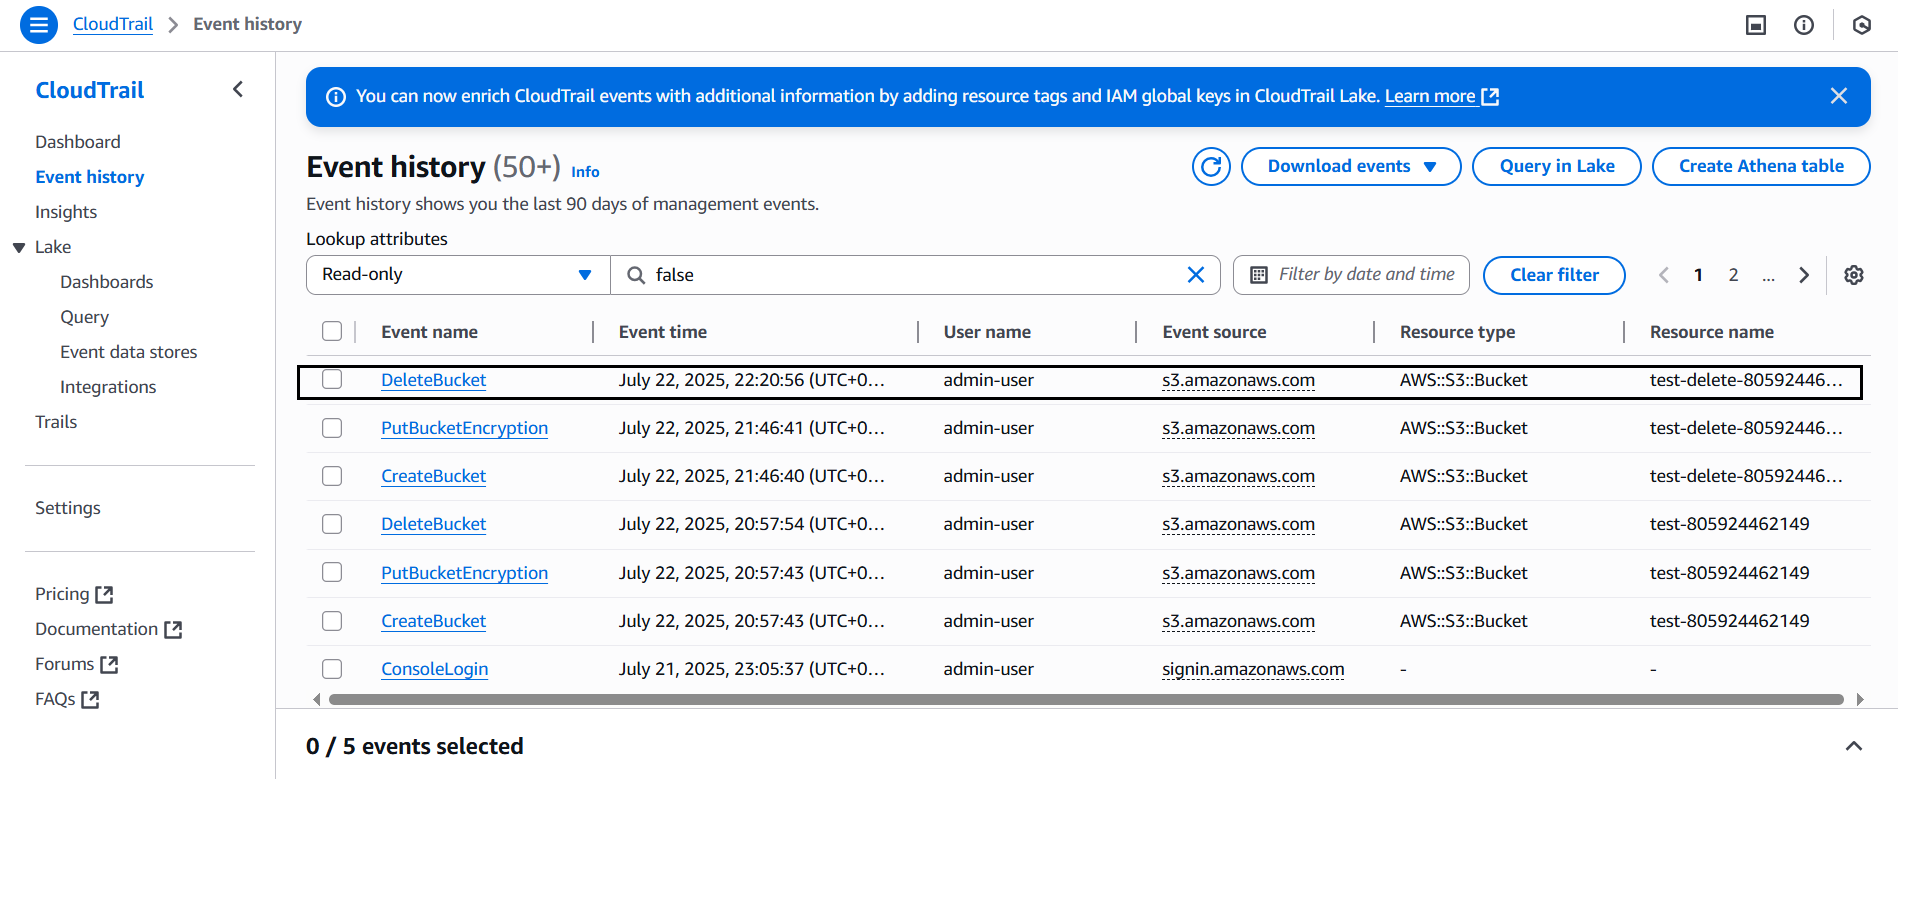 CloudTrail > Event history
CloudTrail
Dashboard
Event history
Insights
Lake
Dashboards
Query
Event data stores
Integrations
Trails
Settings
Pricing
Documentation
Forums
FAQs
You can now enrich CloudTrail events with additional information by adding resource tags and IAM global keys in CloudTrail Lake. Learn more
Event history (50+) Info
Download events
Query in Lake
Create Athena table
Event history shows you the last 90 days of management events.
Lookup attributes
Read-only
false
Filter by date and time
Clear filter
1 2 ...
Event name Event time User name Event source Resource type Resource name
DeleteBucket July 22, 2025, 22:20:56 (UTC+0… admin-user s3.amazonaws.com AWS::S3::Bucket test-delete-80592446…
PutBucketEncryption July 22, 2025, 21:46:41 (UTC+0… admin-user s3.amazonaws.com AWS::S3::Bucket test-delete-80592446…
CreateBucket July 22, 2025, 21:46:40 (UTC+0… admin-user s3.amazonaws.com AWS::S3::Bucket test-delete-80592446…
DeleteBucket July 22, 2025, 20:57:54 (UTC+0… admin-user s3.amazonaws.com AWS::S3::Bucket test-805924462149
PutBucketEncryption July 22, 2025, 20:57:43 (UTC+0… admin-user s3.amazonaws.com AWS::S3::Bucket test-805924462149
CreateBucket July 22, 2025, 20:57:43 (UTC+0… admin-user s3.amazonaws.com AWS::S3::Bucket test-805924462149
ConsoleLogin July 21, 2025, 23:05:37 (UTC+0… admin-user signin.amazonaws.com - -
0 / 5 events selected